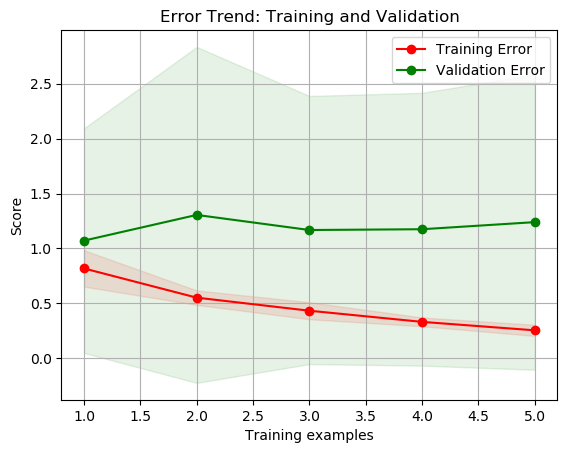 Error Trend: Training and Validation
Training Error
Validation Error
2.5
2.0
1.5
1.0
0.5
0.0
Score
1.0 1.5 2.0 2.5 3.0 3.5 4.0 4.5 5.0
Training examples